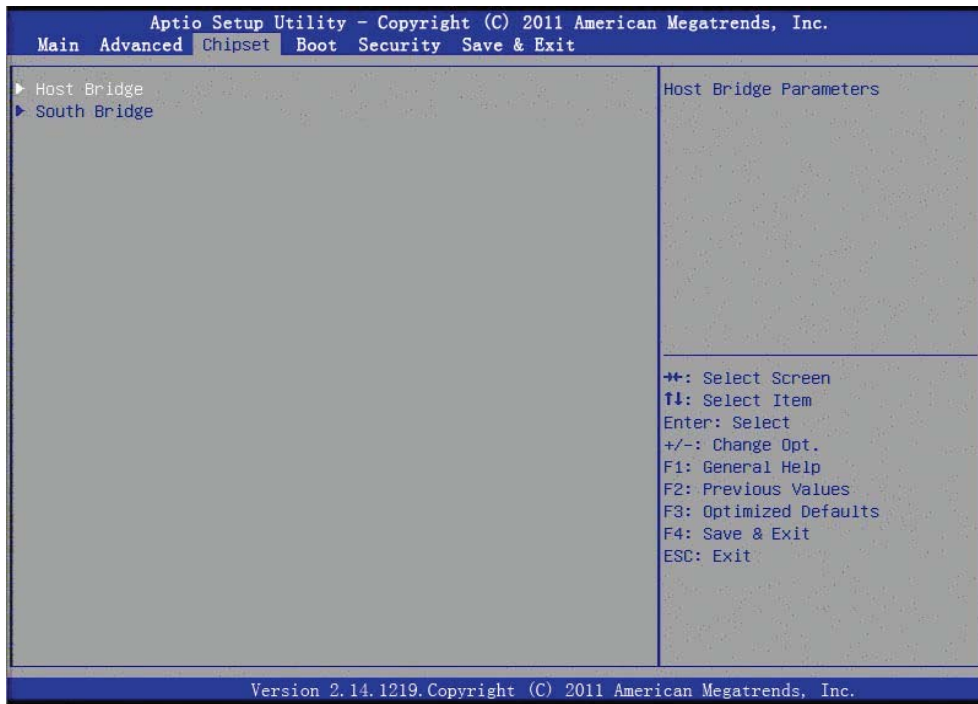 Aptio Setup Utility - Copyright (C) 2011 American Megatrends, Inc.
Main Advanced Chipset Boot Security Save & Exit
Host Bridge
South Bridge
Host Bridge Parameters
→←: Select Screen
↑↓: Select Item
Enter: Select
+/-: Change Opt.
F1: General Help
F2: Previous Values
F3: Optimized Defaults
F4: Save & Exit
ESC: Exit
Version 2.14.1219.Copyright (C) 2011 American Megatrends, Inc.